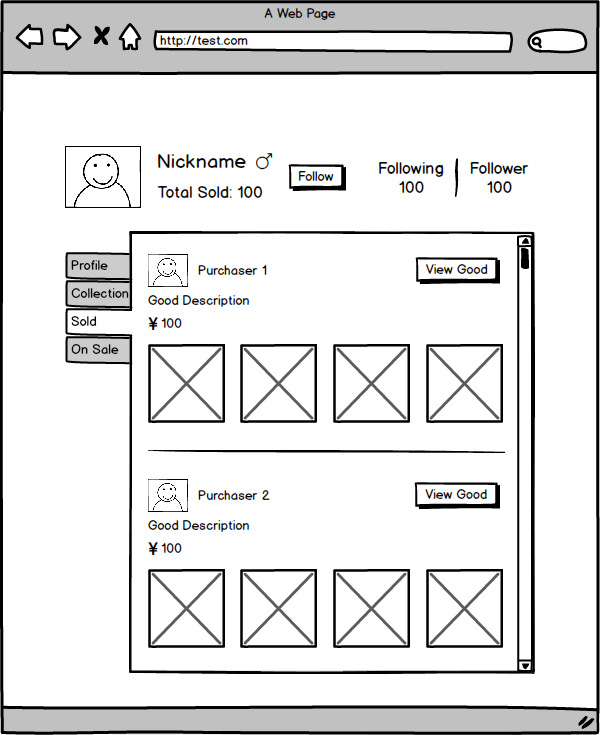 A Web Page
http://test.com
Nickname ♂
Total Sold: 100
Follow
Following
100
Follower
100
Profile
Collection
Sold
On Sale
Purchaser 1
View Good
Good Description
¥ 100
Purchaser 2
View Good
Good Description
¥ 100